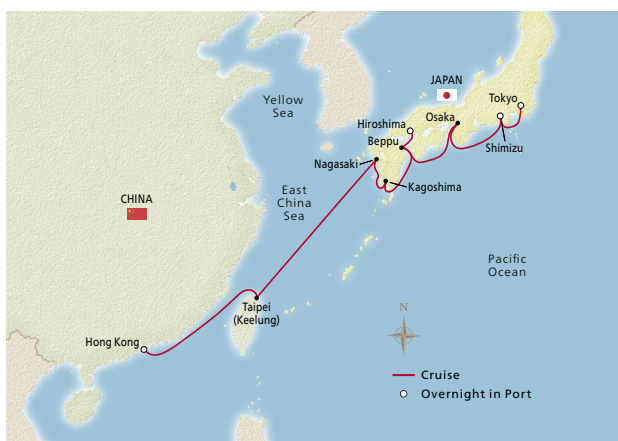 JAPAN
Tokyo
Yellow
Sea
Osaka
Hiroshima
Beppu
Shimizu
Nagasaki
Kagoshima
CHINA
East
China
Sea
Pacific
Ocean
Taipei
(Keelung)
N
Hong Kong
Cruise
Overnight in Port